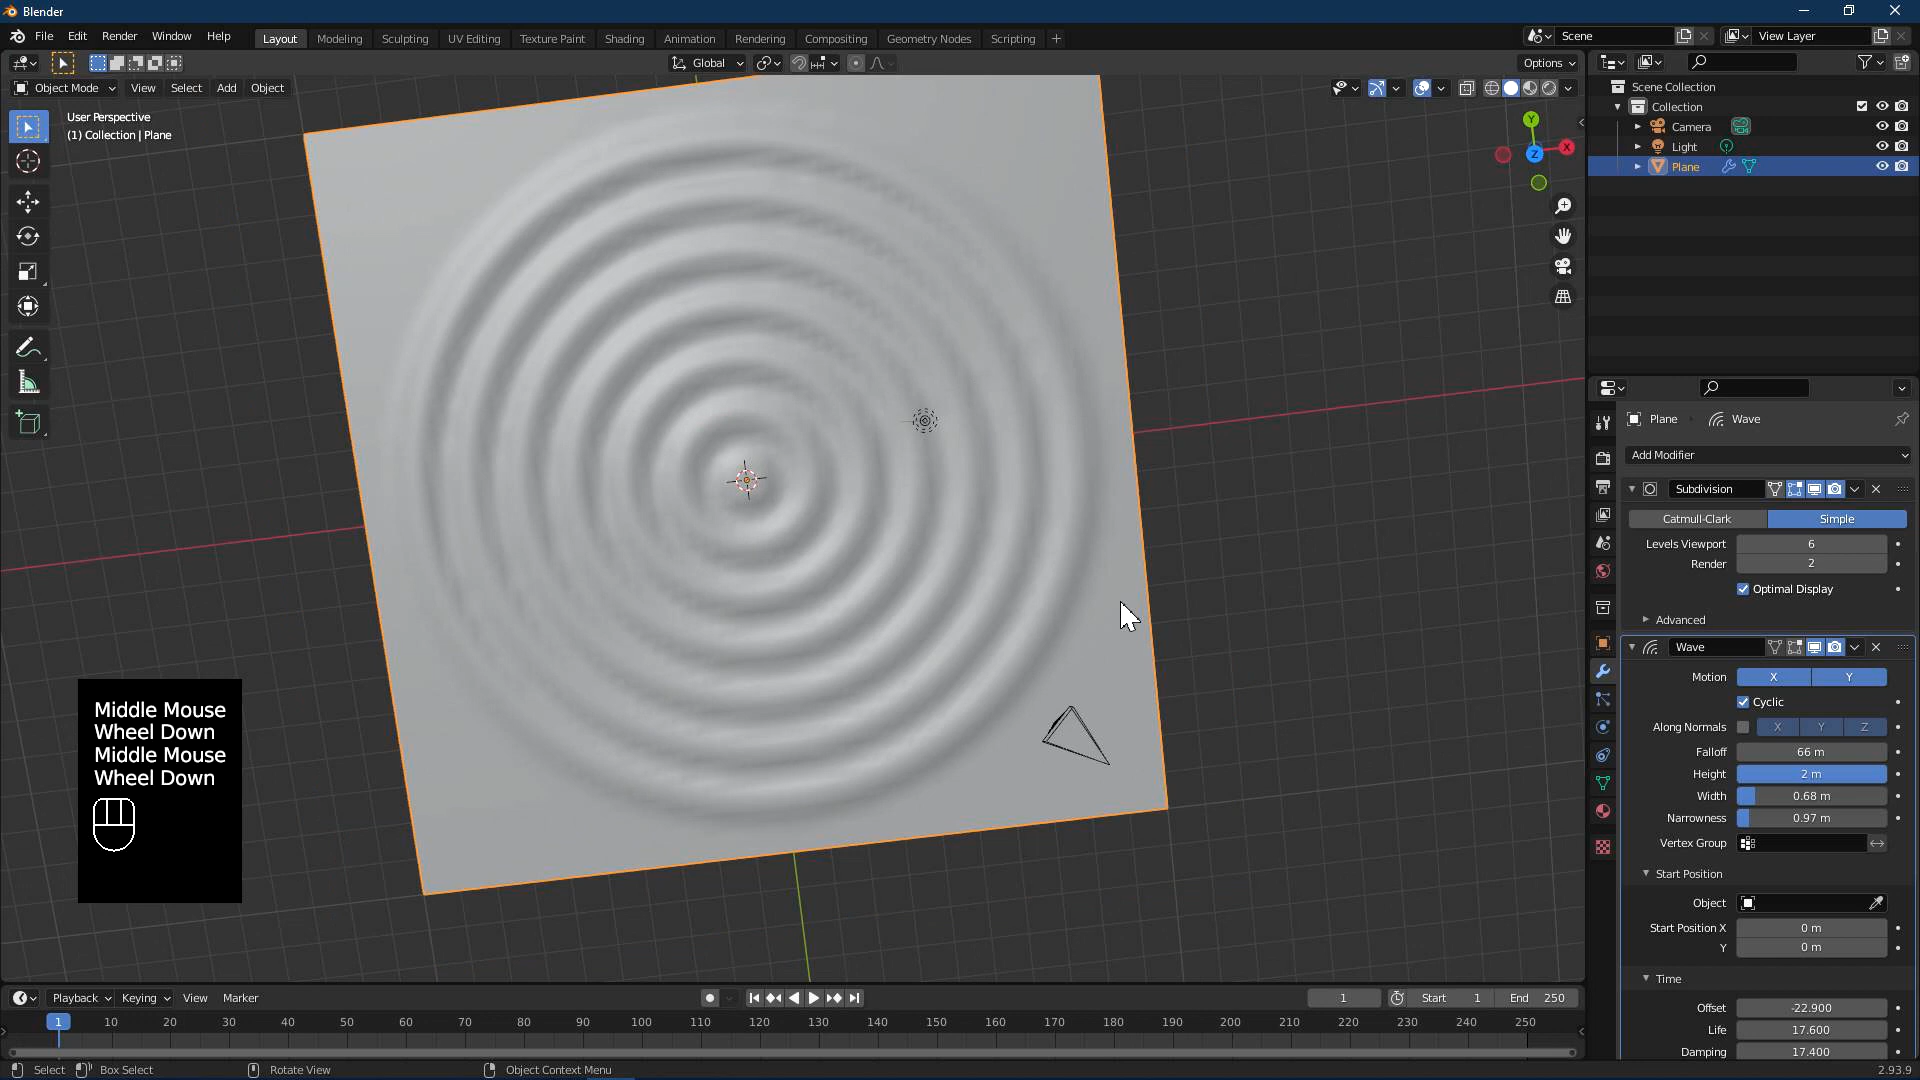 Blender
File Edit Render Window Help
Layout Modeling Sculpting UV Editing Texture Paint Shading Animation Rendering Compositing Geometry Nodes Scripting +
Scene
View Layer
Global
Options
Object Mode View Select Add Object
User Perspective
(1) Collection | Plane
Y
X
Z
Scene Collection
Collection
Camera
Light
Plane
Plane Wave
Add Modifier
Subdivision
Catmull-Clark Simple
Levels Viewport 6
Render 2
Optimal Display
Advanced
Wave
Motion X Y
Cyclic
Along Normals X Y Z
Falloff 66 m
Height 2 m
Width 0.68 m
Narrowness 0.97 m
Vertex Group
Start Position
Object
Start Position X 0 m
Y 0 m
Time
Offset -22.900
Life 17.600
Damping 17.400
Middle Mouse
Wheel Down
Middle Mouse
Wheel Down
Playback Keying View Marker
1 Start 1 End 250
1 10 20 30 40 50 60 70 80 90 100 110 120 130 140 150 160 170 180 190 200 210 220 230 240 250
Select Box Select Rotate View Object Context Menu 2.93.9